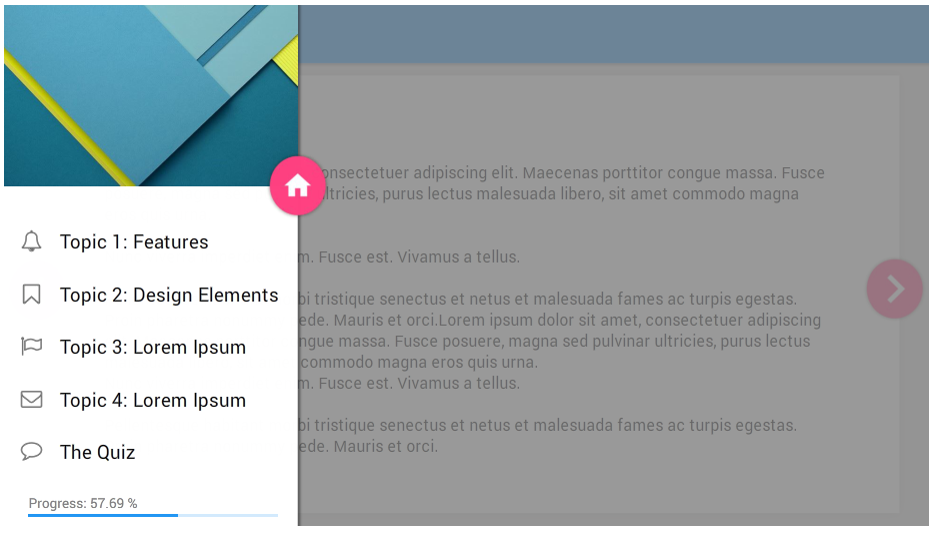 Topic 1: Features
Topic 2: Design Elements
Topic 3: Lorem Ipsum
Topic 4: Lorem Ipsum
The Quiz
Progress: 57.69 %
consectetuer adipiscing elit. Maecenas porttitor congue massa. Fusce
ultricies, purus lectus malesuada libero, sit amet commodo magna
m. Fusce est. Vivamus a tellus.
bi tristique senectus et netus et malesuada fames ac turpis egestas.
ede. Mauris et orci.Lorem ipsum dolor sit amet, consectetuer adipiscing
ngue massa. Fusce posuere, magna sed pulvinar ultricies, purus lectus
commodo magna eros quis urna.
m. Fusce est. Vivamus a tellus.
bi tristique senectus et netus et malesuada fames ac turpis egestas.
ede. Mauris et orci.